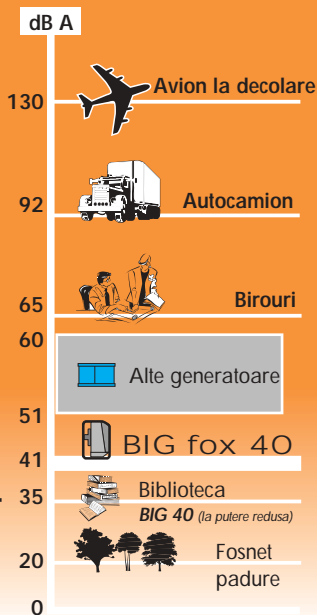 dB A
Avion la decolare
130
Autocamion
92
Birouri
65
60
Alte generatoare
51
BIG fox 40
41
Biblioteca
35
BIG 40 (la putere redusa)
Fosnet
20
padure
0